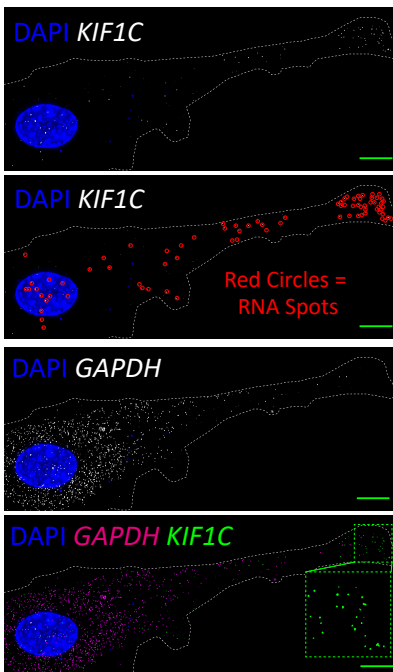 DAPI KIF1C
DAPI KIF1C
Red Circles =
RNA Spots
DAPI GAPDH
DAPI GAPDH KIF1C